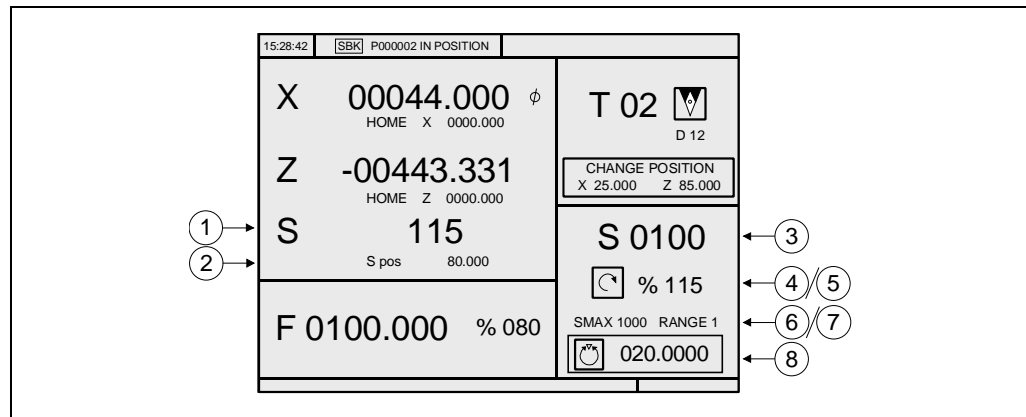 15:28:42 SBK P000002 IN POSITION
X 00044.000 ϕ
HOME X 0000.000
Z -00443.331
HOME Z 0000.000
S 115
S pos 80.000
F 0100.000 % 080
T 02
D 12
CHANGE POSITION
X 25.000 Z 85.000
S 0100
% 115
SMAX 1000 RANGE 1
020.0000
1
2
3
4/5
6/7
8